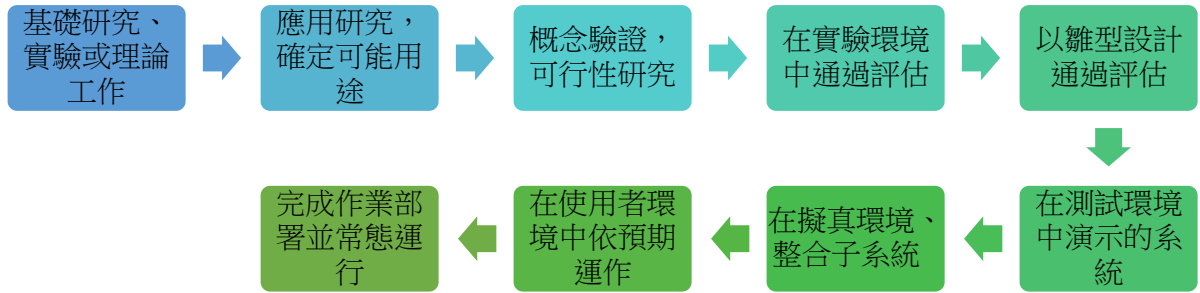 基礎研究、
實驗或理論
工作
應用研究，
確定可能用
途
概念驗證，
可行性研究
在實驗環境
中通過評估
以雛型設計
通過評估
在測試環境
中演示的系
統
在擬真環境、
整合子系統
在使用者環
境中依預期
運作
完成作業部
署並常態運
行